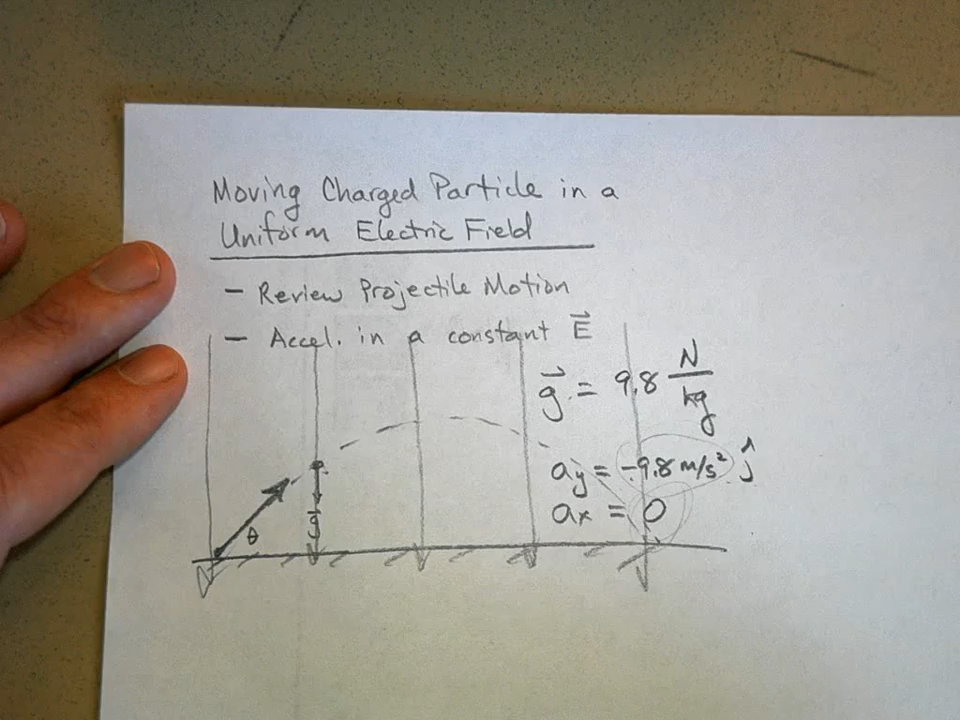 Moving Charged Particle in a
Uniform Electric Field
- Review Projectile Motion
- Accel. in a constant E⃗
g⃗ = 9.8 N/kg
ay = -9.8 m/s² ĵ
ax = 0
θ
g